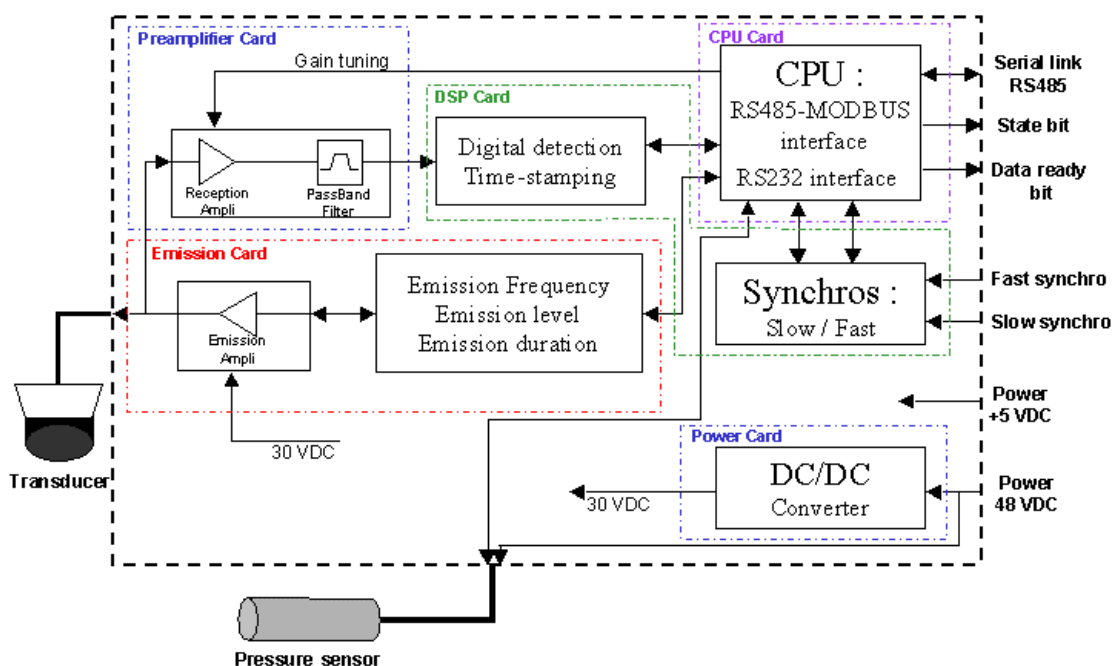 Preamplifier Card
Gain tuning
Reception
Ampli
PassBand
Filter
DSP Card
Digital detection
Time-stamping
CPU Card
CPU :
RS485-MODBUS
interface
RS232 interface
Serial link
RS485
State bit
Data ready
bit
Emission Card
Emission
Ampli
Emission Frequency
Emission level
Emission duration
30 VDC
Synchros :
Slow / Fast
Fast synchro
Slow synchro
Power
+5 VDC
Power Card
DC/DC
Converter
30 VDC
Power
48 VDC
Transducer
Pressure sensor